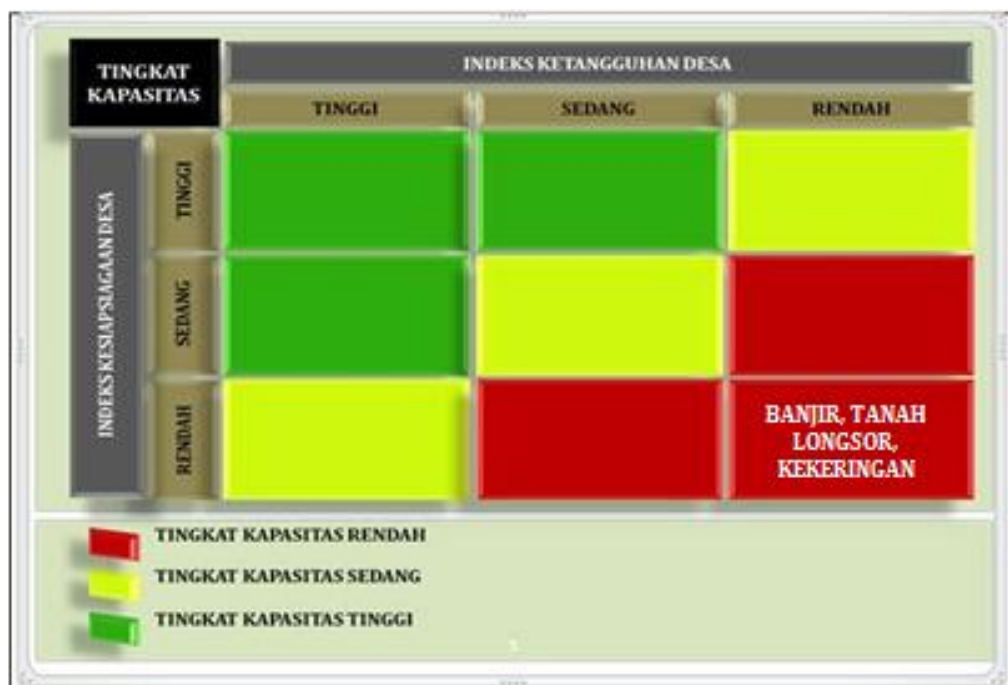 TINGKAT
KAPASITAS
INDEKS KETANGGUHAN DESA
TINGGI
SEDANG
RENDAH
INDEKS KESIAPSIAGAAN DESA
TINGGI
SEDANG
RENDAH
BANJIR, TANAH
LONGSOR,
KEKERINGAN
TINGKAT KAPASITAS RENDAH
TINGKAT KAPASITAS SEDANG
TINGKAT KAPASITAS TINGGI